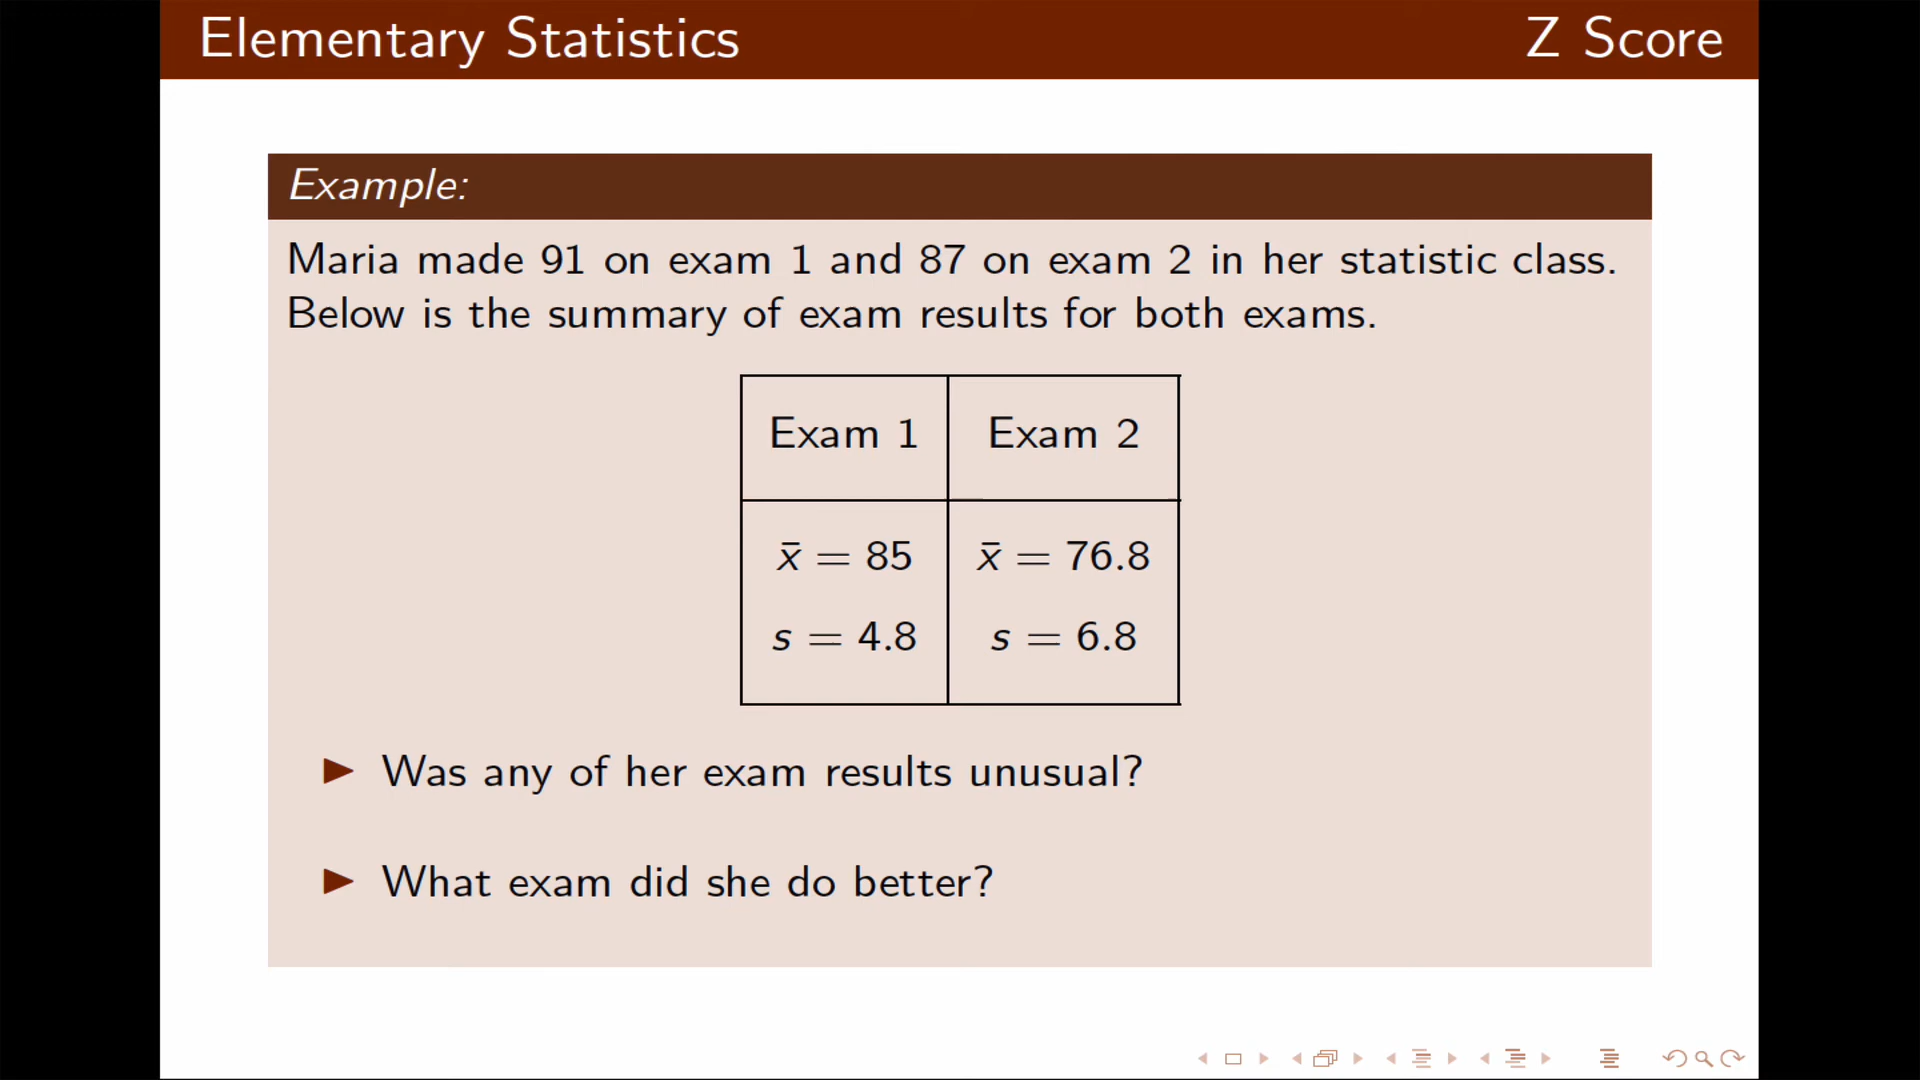 Elementary Statistics Z Score
Example:
Maria made 91 on exam 1 and 87 on exam 2 in her statistic class.
Below is the summary of exam results for both exams.
Exam 1 Exam 2
x̄ = 85 x̄ = 76.8
s = 4.8 s = 6.8
Was any of her exam results unusual?
What exam did she do better?